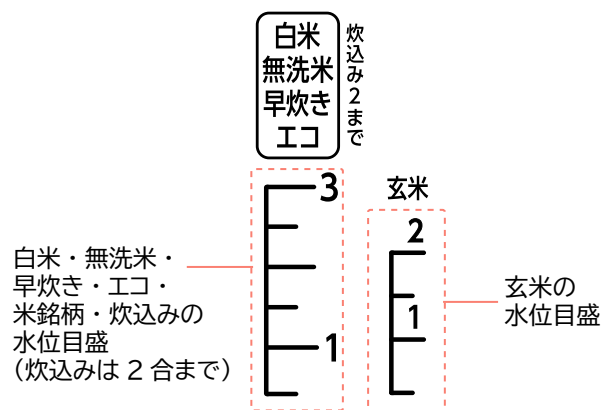 白米
無洗米
早炊き
エコ
炊込み2まで
3
1
玄米
2
1
白米・無洗米・
早炊き・エコ・
米銘柄・炊込みの
水位目盛
（炊込みは 2 合まで）
玄米の
水位目盛